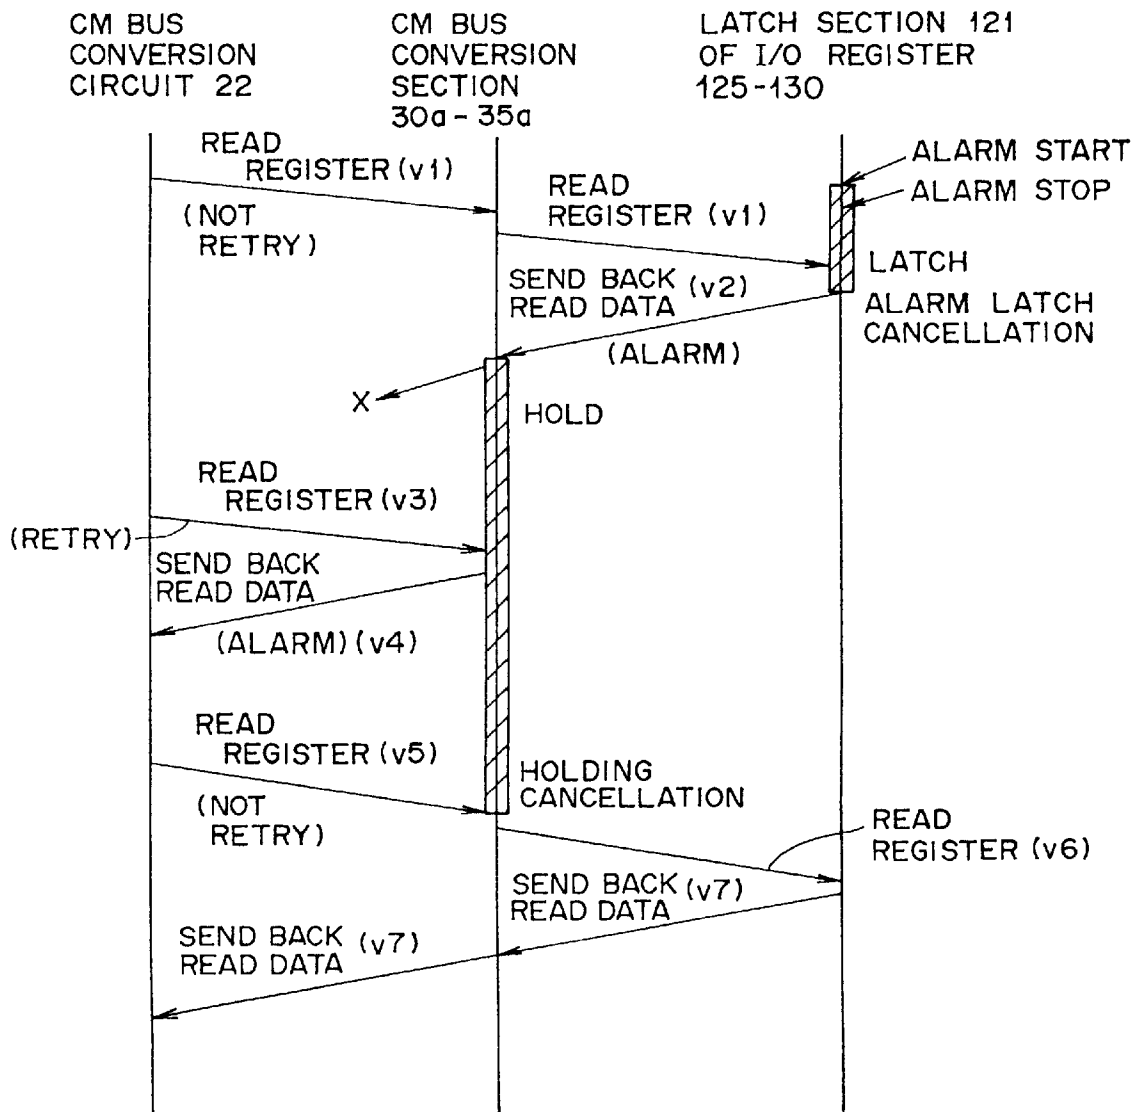 CM BUS
CONVERSION
CIRCUIT 22
CM BUS
CONVERSION
SECTION
30a-35a
LATCH SECTION 121
OF I/O REGISTER
125-130
READ
REGISTER (v1)
(NOT
RETRY)
READ
REGISTER (v1)
ALARM START
ALARM STOP
LATCH
ALARM LATCH
CANCELLATION
SEND BACK (v2)
READ DATA
(ALARM)
X
HOLD
READ
REGISTER (v3)
(RETRY)
SEND BACK
READ DATA
(ALARM) (v4)
READ
REGISTER (v5)
(NOT
RETRY)
HOLDING
CANCELLATION
READ
REGISTER (v6)
SEND BACK (v7)
READ DATA
SEND BACK (v7)
READ DATA